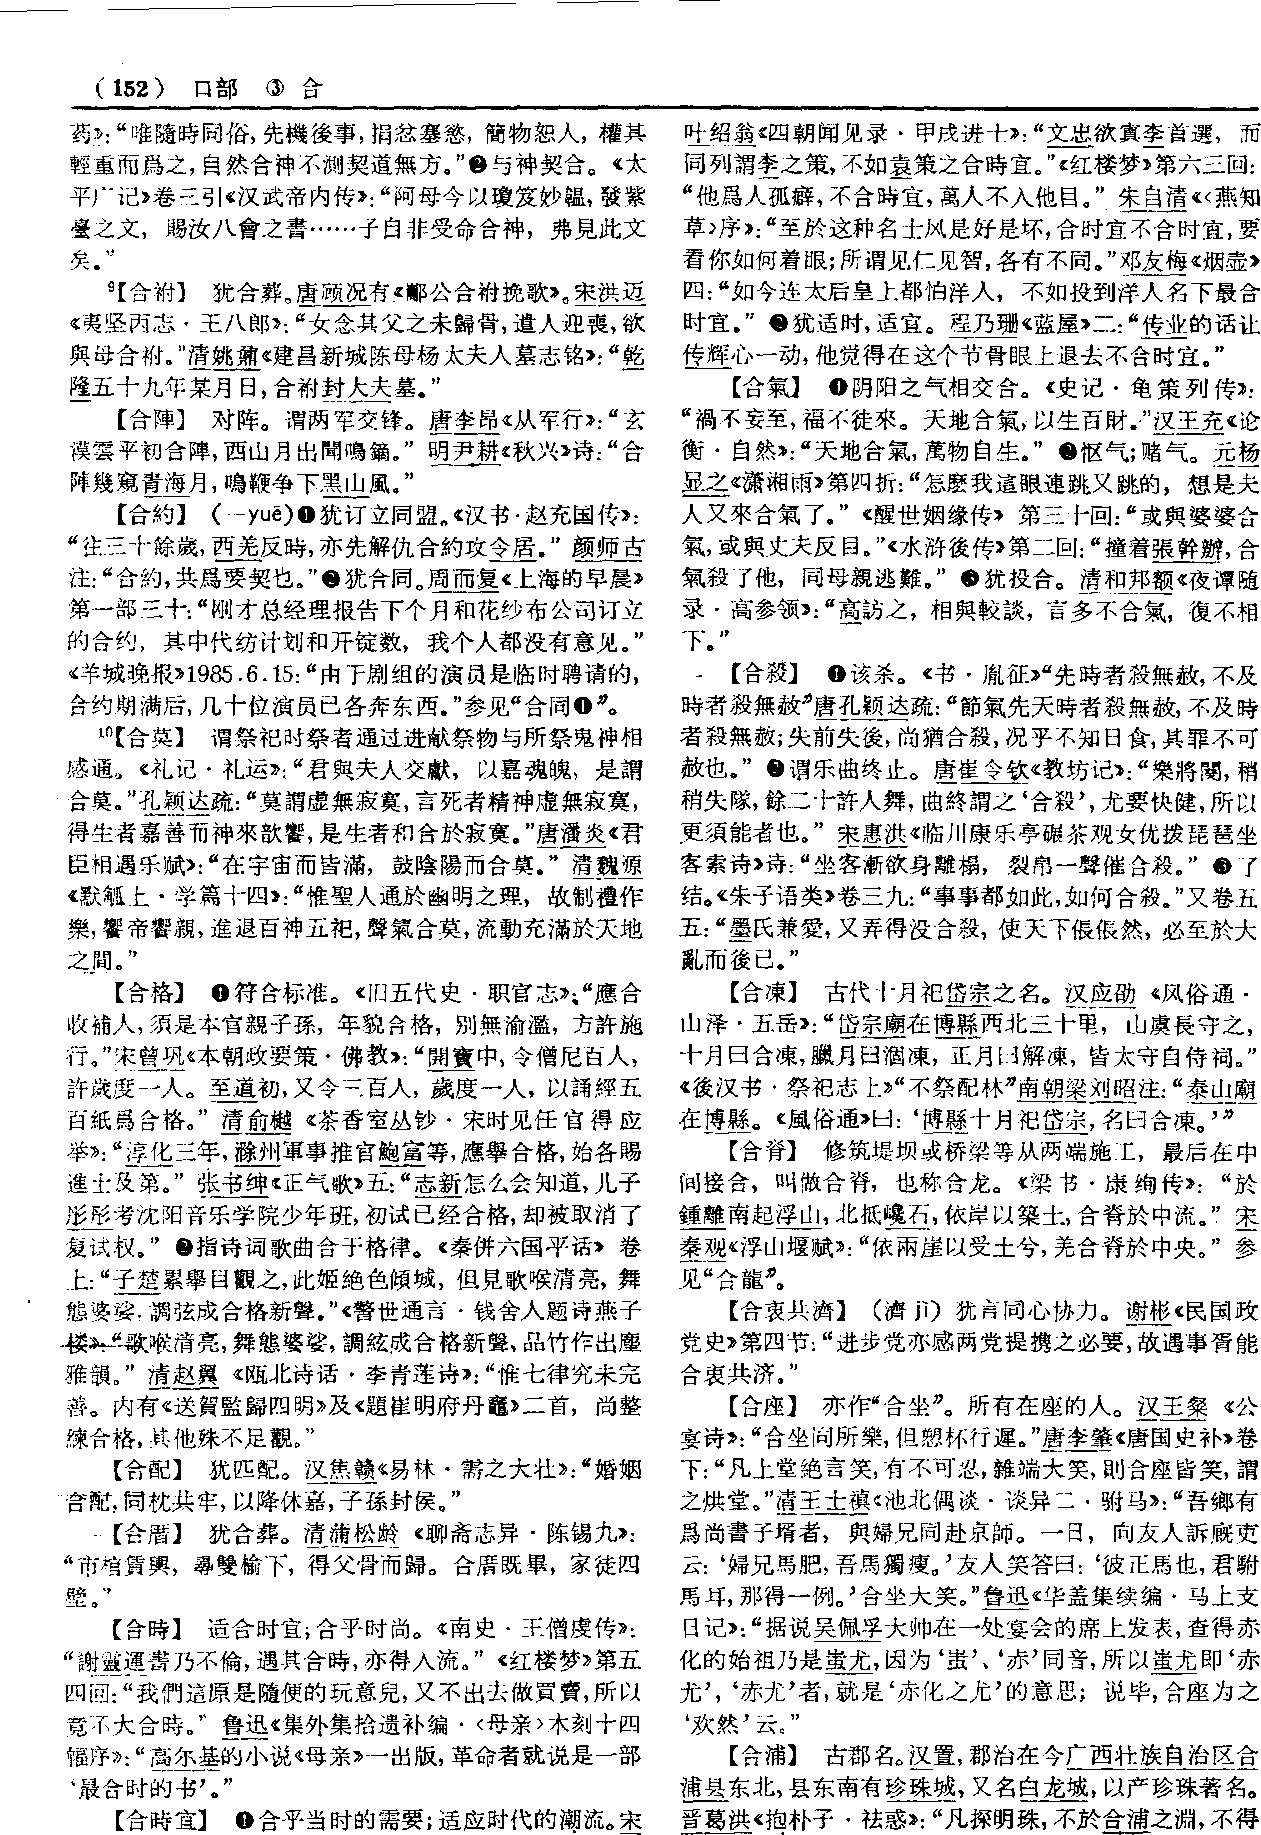 （152） 口部 ③ 合
药》：“唯隨時同俗，先機後事，捐忿塞慾，簡物恕人，權其
輕重而爲之，自然合神不測契道無方。”❷与神契合。《太
平广记》卷三引《汉武帝内传》：“阿母今以瓊笈妙韞，發紫
臺之文，賜汝八會之書……子自非受命合神，弗見此文
矣。”
⁹【合祔】 犹合葬。唐顾况有《鄜公合祔挽歌》。宋洪迈
《夷坚丙志·王八郎》：“女念其父之未歸骨，遣人迎喪，欲
與母合祔。”清姚鼐《建昌新城陈母杨太夫人墓志铭》：“乾
隆五十九年某月日，合祔封大夫墓。”
【合陣】 对阵。谓两军交锋。唐李昂《从军行》：“玄
漠雲平初合陣，西山月出聞鳴鏑。”明尹耕《秋兴》诗：“合
陣幾窺青海月，鳴鞭争下黑山風。”
【合約】 （－yuē）❶犹订立同盟。《汉书·赵充国传》：
“往三十餘歲，西羌反時，亦先解仇合約攻令居。”颜师古
注：“合約，共爲要契也。”❷犹合同。周而复《上海的早晨》
第一部三十：“刚才总经理报告下个月和花纱布公司订立
的合约，其中代纺计划和开锭数，我个人都没有意见。”
《羊城晚报》1985.6.15：“由于剧组的演员是临时聘请的，
合约期满后，几十位演员已各奔东西。”参见“合同❶”。
¹⁰【合莫】 谓祭祀时祭者通过进献祭物与所祭鬼神相
感通。《礼记·礼运》：“君與夫人交獻，以嘉魂魄，是謂
合莫。”孔颖达疏：“莫謂虚無寂寞，言死者精神虚無寂寞，
得生者嘉善而神來歆饗，是生者和合於寂寞。”唐潘炎《君
臣相遇乐赋》：“在宇宙而皆滿，鼓陰陽而合莫。”清魏源
《默觚上·学篇十四》：“惟聖人通於幽明之理，故制禮作
樂，饗帝饗親，進退百神五祀，聲氣合莫，流動充滿於天地
之間。”
【合格】 ❶符合标准。《旧五代史·职官志》：“應合
收補人，須是本官親子孫，年貌合格，别無渝濫，方許施
行。”宋曾巩《本朝政要策·佛教》：“開寶中，令僧尼百人，
許歲度一人。至道初，又令三百人，歲度一人，以誦經五
百紙爲合格。”清俞樾《茶香室丛钞·宋时见任官得应
举》：“淳化三年，滁州軍事推官鮑當等，應舉合格，始各賜
進士及第。”张书绅《正气歌》五：“志新怎么会知道，儿子
彤彤考沈阳音乐学院少年班，初试已经合格，却被取消了
复试权。”❷指诗词歌曲合于格律。《秦併六国平话》卷
上：“子楚累舉目觀之，此姬絶色傾城，但見歌喉清亮，舞
態婆娑，調弦成合格新聲。”《警世通言·钱舍人题诗燕子
楼》：“歌喉清亮，舞態婆娑，調絃成合格新聲，品竹作出塵
雅韻。”清赵翼《瓯北诗话·李青莲诗》：“惟七律究未完
善。内有《送賀監歸四明》及《題崔明府丹竈》二首，尚整
練合格，其他殊不足觀。”
【合配】 犹匹配。汉焦赣《易林·需之大壮》：“婚姻
合配，同枕共牢，以降休嘉，子孫封侯。”
【合厝】 犹合葬。清蒲松龄《聊斋志异·陈锡九》：
“市棺賃輿，尋雙榆下，得父骨而歸。合厝既畢，家徒四
壁。”
【合時】 适合时宜；合乎时尚。《南史·王僧虔传》：
“謝靈運書乃不倫，遇其合時，亦得入流。”《红楼梦》第五
四回：“我們這原是隨便的玩意兒，又不出去做買賣，所以
竟不大合時。”鲁迅《集外集拾遗补编·〈母亲〉木刻十四
幅序》：“高尔基的小说《母亲》一出版，革命者就说是一部
‘最合时的书’。”
【合時宜】 ❶合乎当时的需要；适应时代的潮流。宋
叶绍翁《四朝闻见录·甲戌进士》：“文忠欲寘李首選，而
同列謂李之策，不如袁策之合時宜。”《红楼梦》第六三回：
“他爲人孤癖，不合時宜，萬人不入他目。”朱自清《〈燕知
草〉序》：“至於这种名士风是好是坏，合时宜不合时宜，要
看你如何着眼；所谓见仁见智，各有不同。”邓友梅《烟壶》
四：“如今连太后皇上都怕洋人，不如投到洋人名下最合
时宜。”❷犹适时，适宜。程乃珊《蓝屋》二：“传业的话让
传辉心一动，他觉得在这个节骨眼上退去不合时宜。”
【合氣】 ❶阴阳之气相交合。《史记·龟策列传》：
“禍不妄至，福不徒來。天地合氣，以生百財。”汉王充《论
衡·自然》：“天地合氣，萬物自生。”❷怄气；赌气。元杨
显之《潇湘雨》第四折：“怎麽我這眼連跳又跳的，想是夫
人又來合氣了。”《醒世姻缘传》第三十回：“或與婆婆合
氣，或與丈夫反目。”《水浒後传》第二回：“撞着張幹辦，合
氣殺了他，同母親逃難。”❸犹投合。清和邦额《夜谭随
录·高参领》：“高訪之，相與較談，言多不合氣，復不相
下。”
【合殺】 ❶该杀。《书·胤征》“先時者殺無赦，不及
時者殺無赦”唐孔颖达疏：“節氣先天時者殺無赦，不及時
者殺無赦；失前失後，尚猶合殺，况乎不知日食，其罪不可
赦也。”❷谓乐曲终止。唐崔令钦《教坊记》：“樂將闋，稍
稍失隊，餘二十許人舞，曲終謂之‘合殺’，尤要快健，所以
更須能者也。”宋惠洪《临川康乐亭碾茶观女优拨琵琶坐
客索诗》诗：“坐客漸欲身離榻，裂帛一聲催合殺。”❸了
结。《朱子语类》卷三九：“事事都如此，如何合殺。”又卷五
五：“墨氏兼愛，又弄得没合殺，使天下倀倀然，必至於大
亂而後已。”
【合凍】 古代十月祀岱宗之名。汉应劭《风俗通·
山泽·五岳》：“岱宗廟在博縣西北三十里，山虞長守之，
十月曰合凍，臘月曰涸凍，正月曰解凍，皆太守自侍祠。”
《後汉书·祭祀志上》“不祭配林”南朝梁刘昭注：“泰山廟
在博縣。《風俗通》曰：‘博縣十月祀岱宗，名曰合凍。’”
【合脊】 修筑堤坝或桥梁等从两端施工，最后在中
间接合，叫做合脊，也称合龙。《梁书·康绚传》：“於
鍾離南起浮山，北抵巉石，依岸以築土，合脊於中流。”宋
秦观《浮山堰赋》：“依兩崖以受土兮，羌合脊於中央。”参
见“合龍”。
【合衷共濟】 （濟 jì）犹言同心协力。谢彬《民国政
党史》第四节：“进步党亦感两党提携之必要，故遇事胥能
合衷共济。”
【合座】 亦作“合坐”。所有在座的人。汉王粲《公
宴诗》：“合坐同所樂，但愬杯行遲。”唐李肇《唐国史补》卷
下：“凡上堂絶言笑，有不可忍，雜端大笑，則合座皆笑，謂
之烘堂。”清王士禛《池北偶谈·谈异二·驸马》：“吾鄉有
爲尚書子壻者，與婦兄同赴京師。一日，向友人訴廐吏
云：‘婦兄馬肥，吾馬獨瘦。’友人笑答曰：‘彼正馬也，君駙
馬耳，那得一例。’合坐大笑。”鲁迅《华盖集续编·马上支
日记》：“据说吴佩孚大帅在一处宴会的席上发表，查得赤
化的始祖乃是蚩尤，因为‘蚩’、‘赤’同音，所以蚩尤即‘赤
尤’，‘赤尤’者，就是‘赤化之尤’的意思；说毕，合座为之
‘欢然’云。”
【合浦】 古郡名。汉置，郡治在今广西壮族自治区合
浦县东北，县东南有珍珠城，又名白龙城，以产珍珠著名。
晋葛洪《抱朴子·祛惑》：“凡探明珠，不於合浦之淵，不得